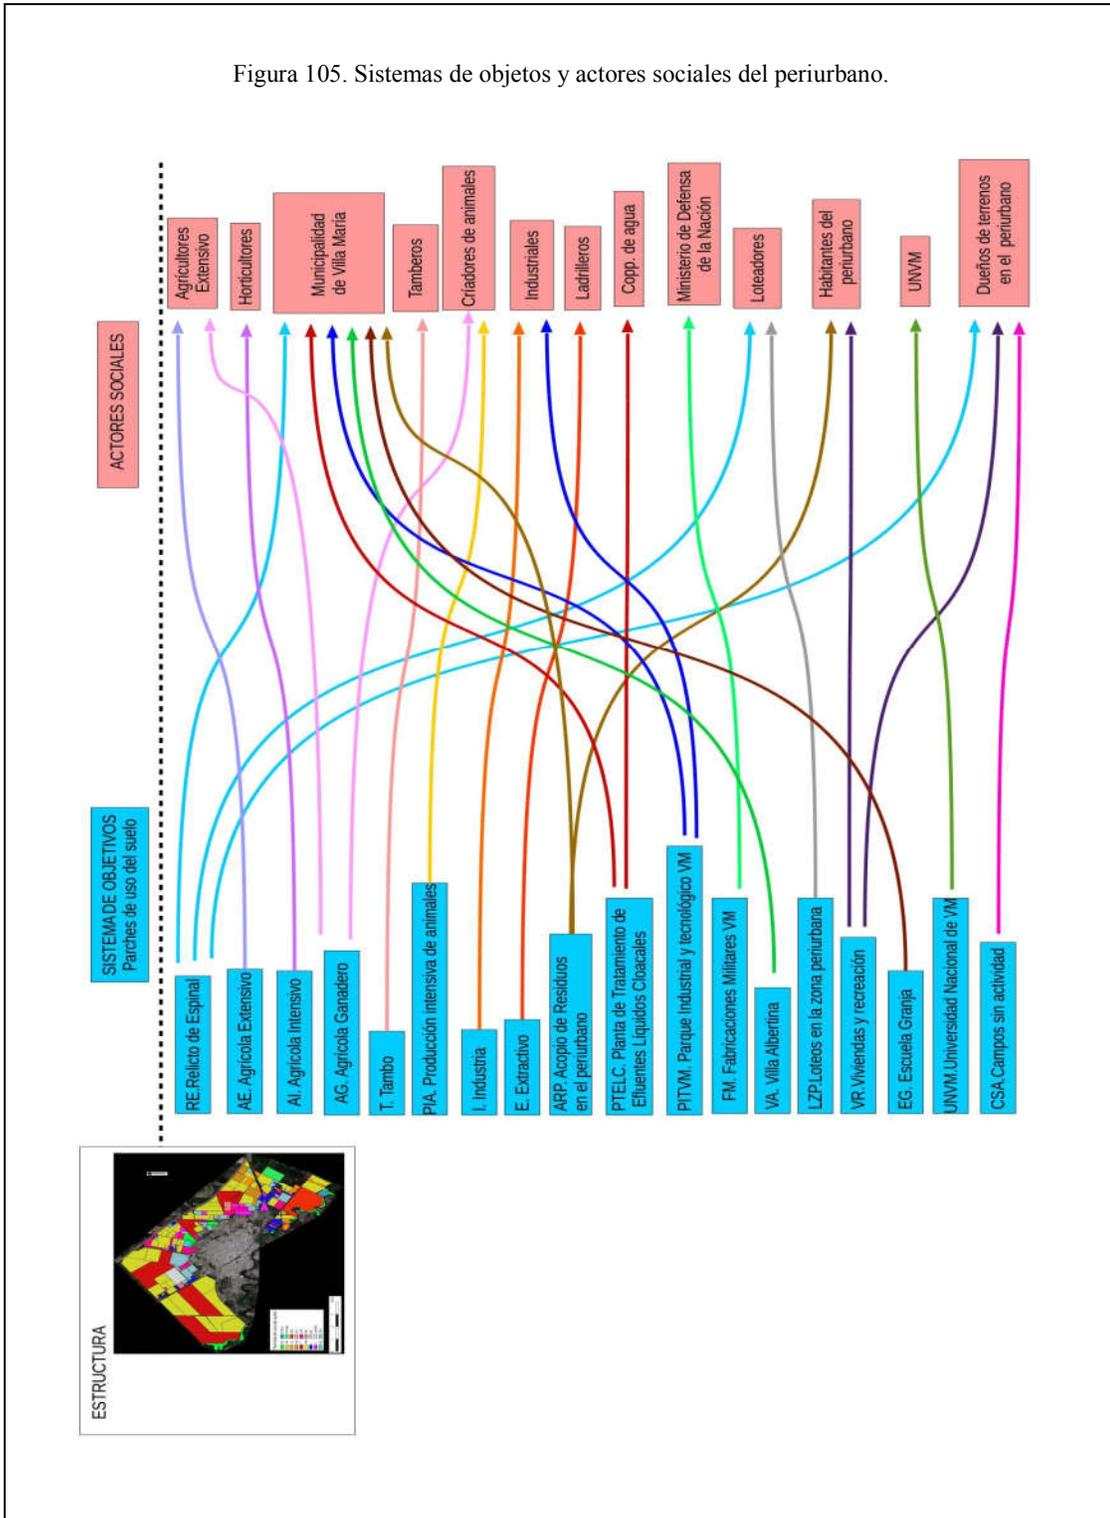 Figura 105. Sistemas de objetos y actores sociales del periurbano.
ESTRUCTURA
SISTEMA DE OBJETIVOS
Parches de uso del suelo
RE.Relicto de Espinal
AE. Agrícola Extensivo
AI. Agrícola Intensivo
AG. Agrícola Ganadero
T. Tambo
PIA. Producción intensiva de animales
I. Industria
E. Extractivo
ARP. Acopio de Residuos
en el periurbano
PTELC. Planta de Tratamiento de
Efluentes Líquidos Cloacales
PITVM. Parque Industrial y tecnológico VM
FM. Fabricaciones Militares VM
VA. Villa Albertina
LZP.Loteos en la zona periurbana
VR.Viviendas y recreación
EG. Escuela Granja
UNVM.Universidad Nacional de VM
CSA.Campos sin actividad
ACTORES SOCIALES
Agricultores
Extensivo
Horticultores
Municipalidad
de Villa María
Tamberos
Criadores de animales
Industriales
Ladrilleros
Copp. de agua
Ministerio de Defensa
de la Nación
Loteadores
Habitantes del
periurbano
UNVM
Dueños de terrenos
en el periurbano